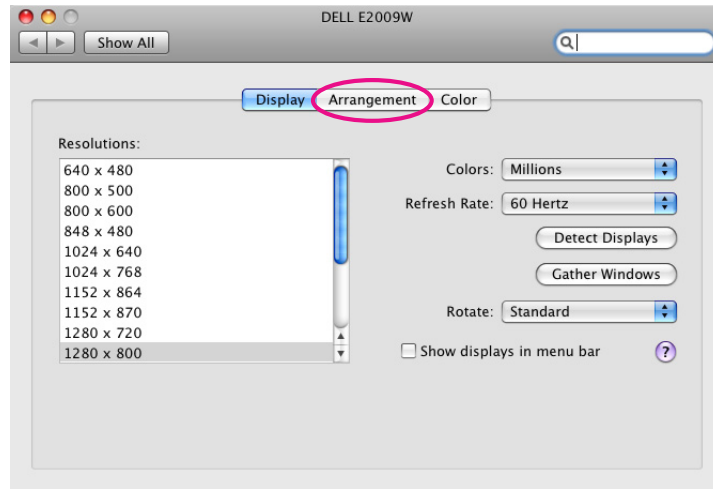 DELL E2009W
Show All
Display Arrangement Color
Resolutions:
640 x 480
800 x 500
800 x 600
848 x 480
1024 x 640
1024 x 768
1152 x 864
1152 x 870
1280 x 720
1280 x 800
Colors: Millions
Refresh Rate: 60 Hertz
Detect Displays
Gather Windows
Rotate: Standard
Show displays in menu bar ?